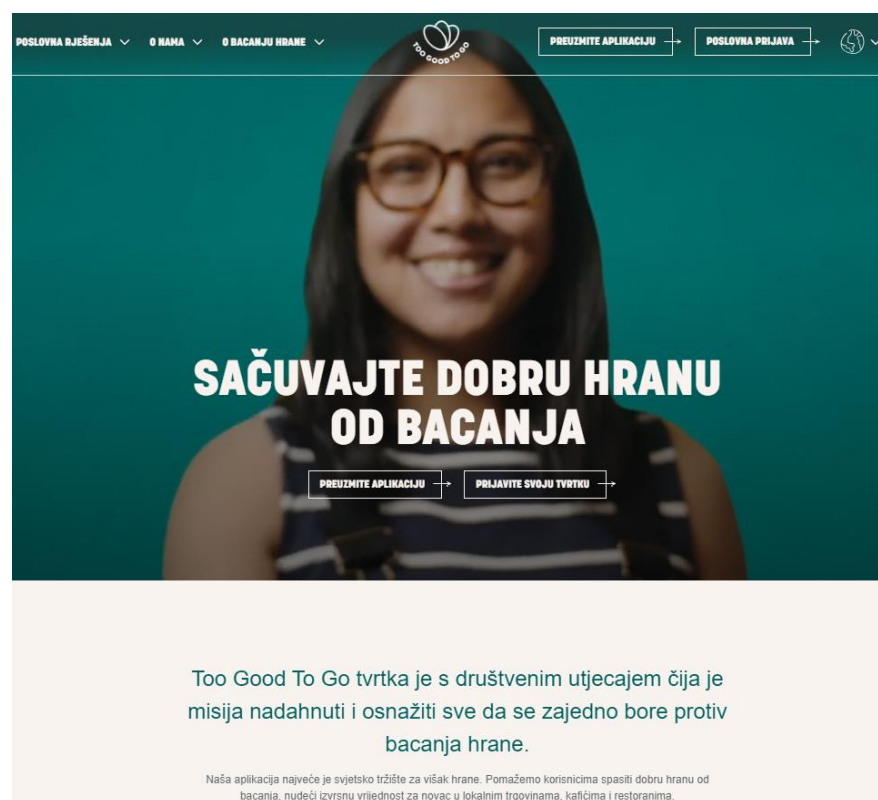 POSLOVNA RJEŠENJA
O NAMA
O BACANJU HRANE
TOO GOOD TO GO
PREUZMITE APLIKACIJU
POSLOVNA PRIJAVA
SAČUVAJTE DOBRU HRANU
OD BACANJA
PREUZMITE APLIKACIJU
PRIJAVITE SVOJU TVRTKU
Too Good To Go tvrtka je s društvenim utjecajem čija je
misija nadahnuti i osnažiti sve da se zajedno bore protiv
bacanja hrane.
Naša aplikacija najveće je svjetsko tržište za višak hrane. Pomažemo korisnicima spasiti dobru hranu od
bacanja, nudeći izvrsnu vrijednost za novac u lokalnim trgovinama, kafićima i restoranima.